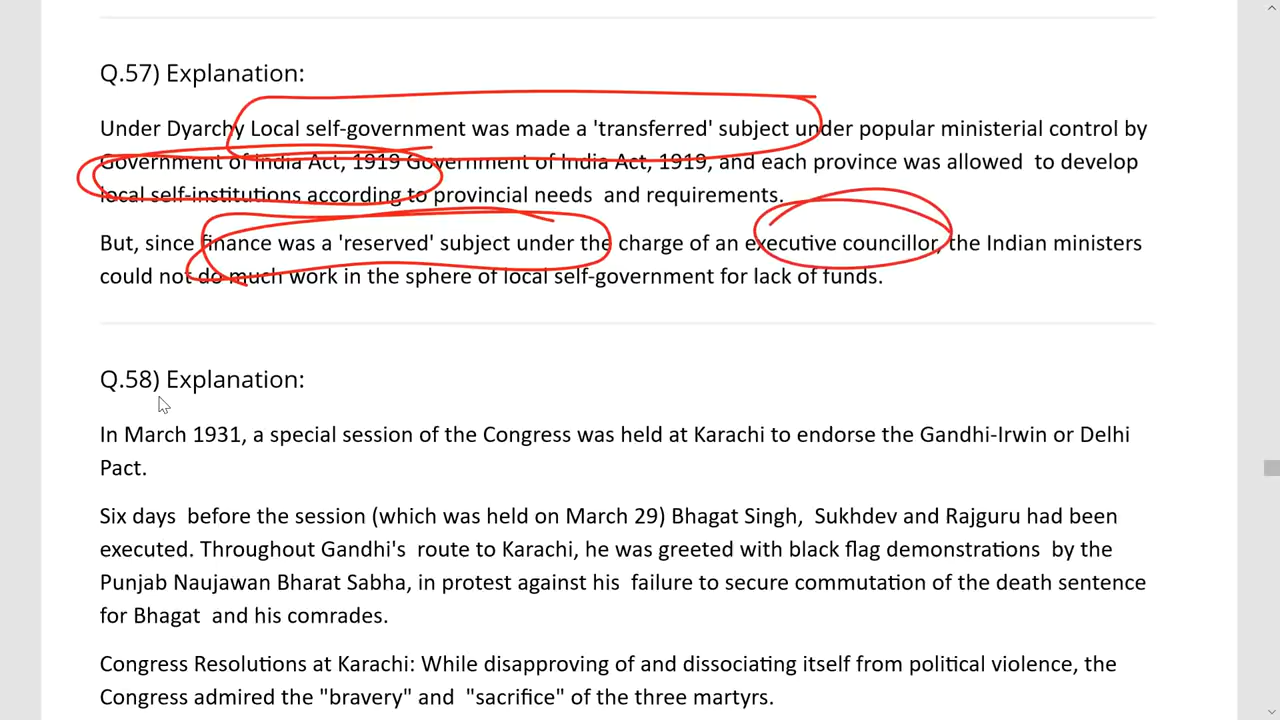 Q.57) Explanation:
Under Dyarchy Local self-government was made a 'transferred' subject under popular ministerial control by
Government of India Act, 1919 Government of India Act, 1919, and each province was allowed  to develop
local self-institutions according to provincial needs  and requirements.
But, since finance was a 'reserved' subject under the charge of an executive councillor, the Indian ministers
could not do much work in the sphere of local self-government for lack of funds.
Q.58) Explanation:
In March 1931, a special session of the Congress was held at Karachi to endorse the Gandhi-Irwin or Delhi
Pact.
Six days  before the session (which was held on March 29) Bhagat Singh,  Sukhdev and Rajguru had been
executed. Throughout Gandhi's  route to Karachi, he was greeted with black flag demonstrations  by the
Punjab Naujawan Bharat Sabha, in protest against his  failure to secure commutation of the death sentence
for Bhagat  and his comrades.
Congress Resolutions at Karachi: While disapproving of and dissociating itself from political violence, the
Congress admired the "bravery" and  "sacrifice" of the three martyrs.